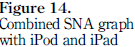 Figure 14.
Combined SNA graph
with iPod and iPad